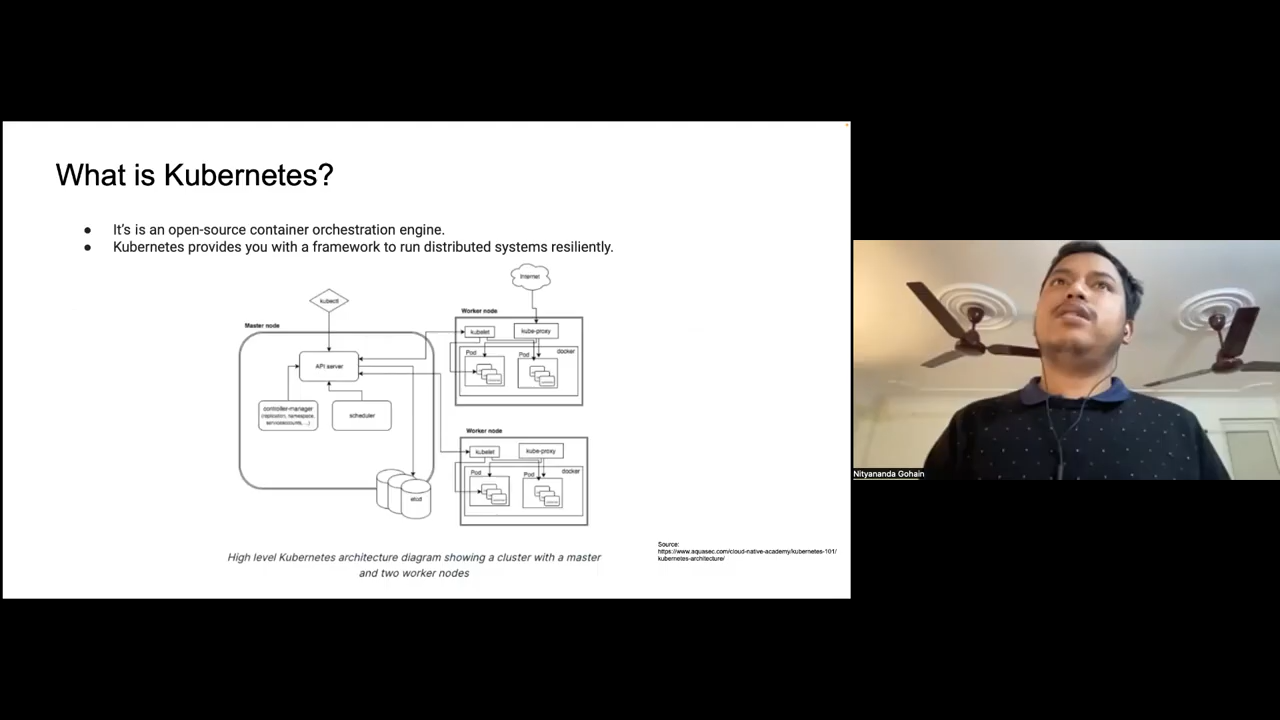 What is Kubernetes?
● It's is an open-source container orchestration engine.
● Kubernetes provides you with a framework to run distributed systems resiliently.
Internet
kubectl
Master node
API server
controller-manager
(replication, namespace,
serviceaccounts, ...)
scheduler
etcd
Worker node
kubelet
kube-proxy
docker
Pod
Pod
Worker node
kubelet
kube-proxy
docker
Pod
Pod
High level Kubernetes architecture diagram showing a cluster with a master
and two worker nodes
Source:
https://www.aquasec.com/cloud-native-academy/kubernetes-101/
kubernetes-architecture/
Nityananda Gohain